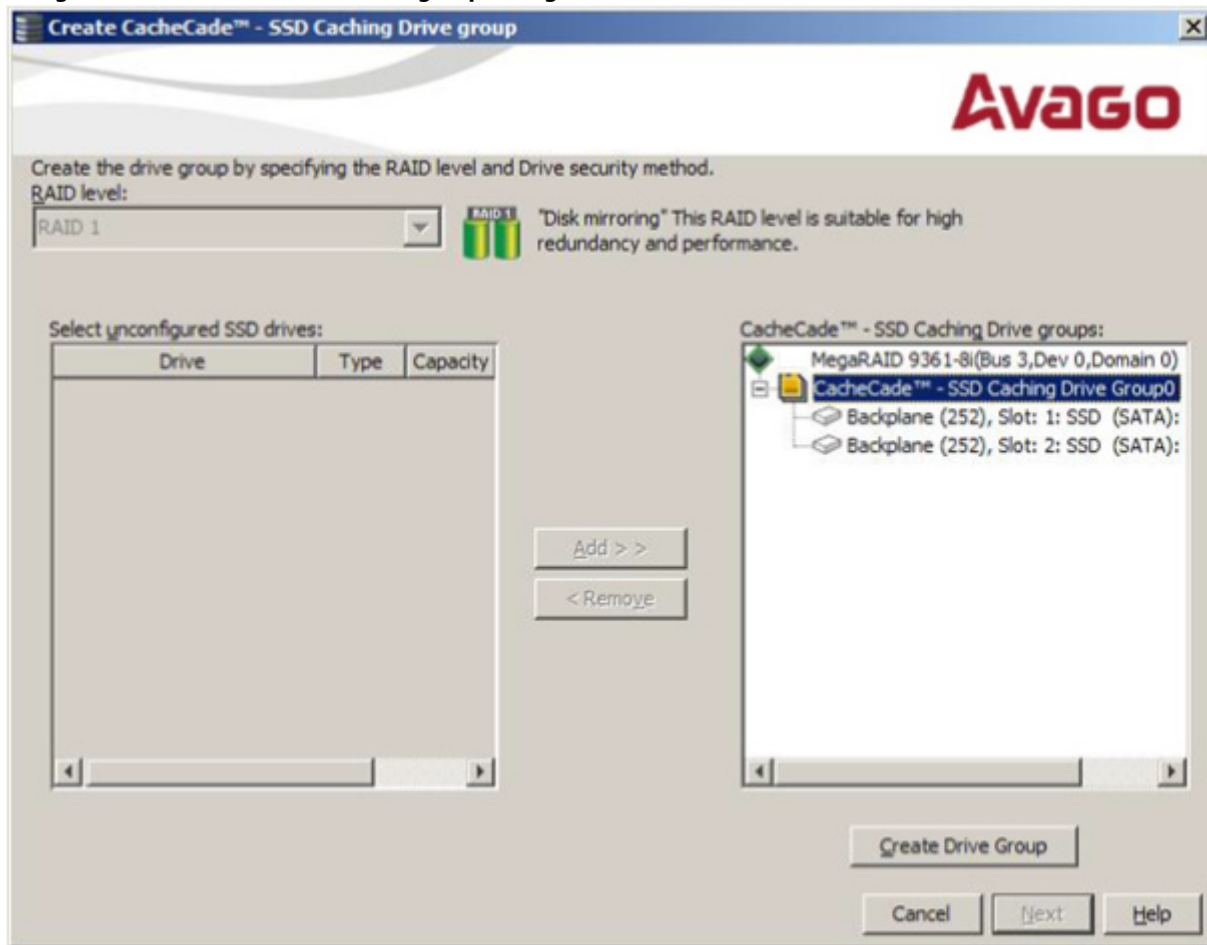 Create CacheCade™ - SSD Caching Drive group
Avago
Create the drive group by specifying the RAID level and Drive security method.
RAID level:
RAID 1
RAID 1
"Disk mirroring" This RAID level is suitable for high
redundancy and performance.
Select unconfigured SSD drives:
Drive Type Capacity
Add > >
< Remove
CacheCade™ - SSD Caching Drive groups:
MegaRAID 9361-8i(Bus 3,Dev 0,Domain 0)
CacheCade™ - SSD Caching Drive Group0
Backplane (252), Slot: 1: SSD (SATA):
Backplane (252), Slot: 2: SSD (SATA):
Create Drive Group
Cancel Next Help